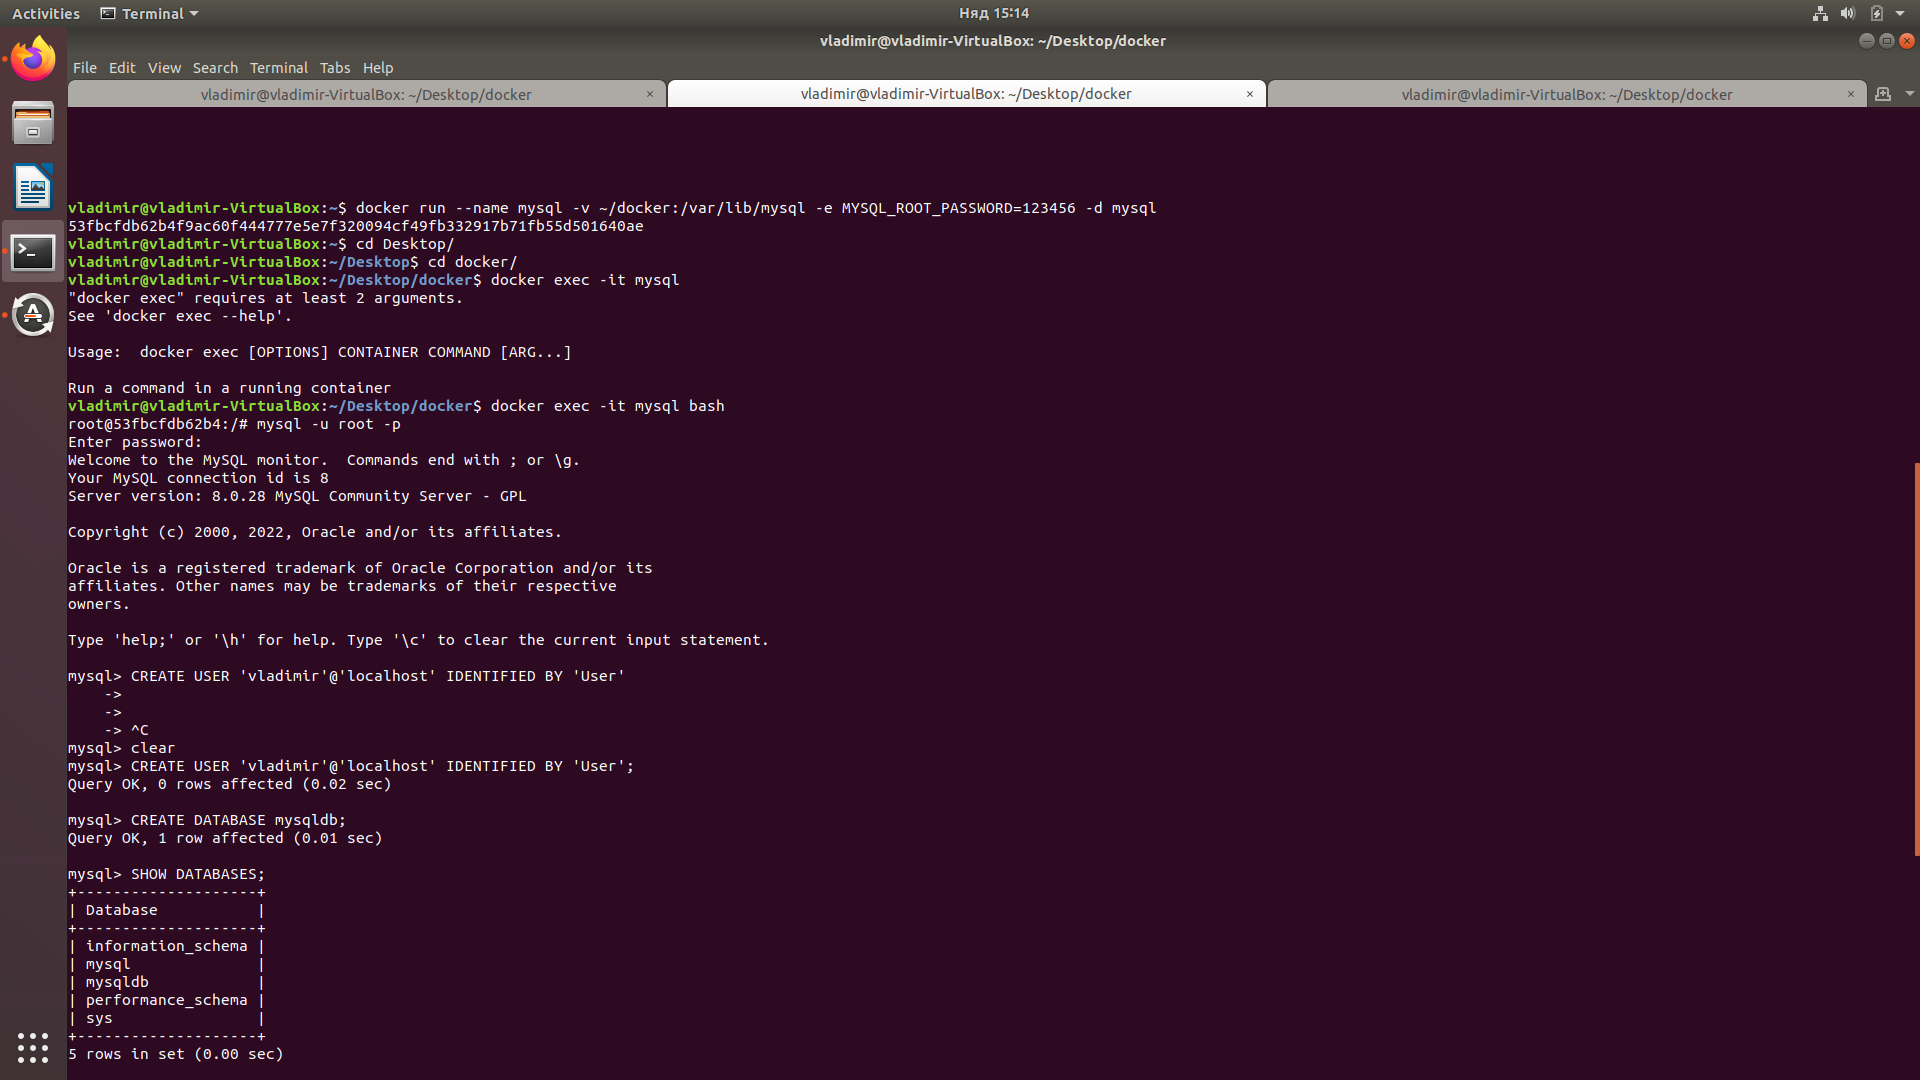 Activities
Terminal
Няд 15:14
vladimir@vladimir-VirtualBox: ~/Desktop/docker
File Edit View Search Terminal Tabs Help
vladimir@vladimir-VirtualBox: ~/Desktop/docker
vladimir@vladimir-VirtualBox: ~/Desktop/docker
vladimir@vladimir-VirtualBox: ~/Desktop/docker
vladimir@vladimir-VirtualBox:~$ docker run --name mysql -v ~/docker:/var/lib/mysql -e MYSQL_ROOT_PASSWORD=123456 -d mysql
53fbcfdb62b4f9ac60f444777e5e7f320094cf49fb332917b71fb55d501640ae
vladimir@vladimir-VirtualBox:~$ cd Desktop/
vladimir@vladimir-VirtualBox:~/Desktop$ cd docker/
vladimir@vladimir-VirtualBox:~/Desktop/docker$ docker exec -it mysql
"docker exec" requires at least 2 arguments.
See 'docker exec --help'.
Usage:  docker exec [OPTIONS] CONTAINER COMMAND [ARG...]
Run a command in a running container
vladimir@vladimir-VirtualBox:~/Desktop/docker$ docker exec -it mysql bash
root@53fbcfdb62b4:/# mysql -u root -p
Enter password:
Welcome to the MySQL monitor.  Commands end with ; or \g.
Your MySQL connection id is 8
Server version: 8.0.28 MySQL Community Server - GPL
Copyright (c) 2000, 2022, Oracle and/or its affiliates.
Oracle is a registered trademark of Oracle Corporation and/or its
affiliates. Other names may be trademarks of their respective
owners.
Type 'help;' or '\h' for help. Type '\c' to clear the current input statement.
mysql> CREATE USER 'vladimir'@'localhost' IDENTIFIED BY 'User'
    ->
    ->
    -> ^C
mysql> clear
mysql> CREATE USER 'vladimir'@'localhost' IDENTIFIED BY 'User';
Query OK, 0 rows affected (0.02 sec)
mysql> CREATE DATABASE mysqldb;
Query OK, 1 row affected (0.01 sec)
mysql> SHOW DATABASES;
+--------------------+
| Database           |
+--------------------+
| information_schema |
| mysql              |
| mysqldb            |
| performance_schema |
| sys                |
+--------------------+
5 rows in set (0.00 sec)